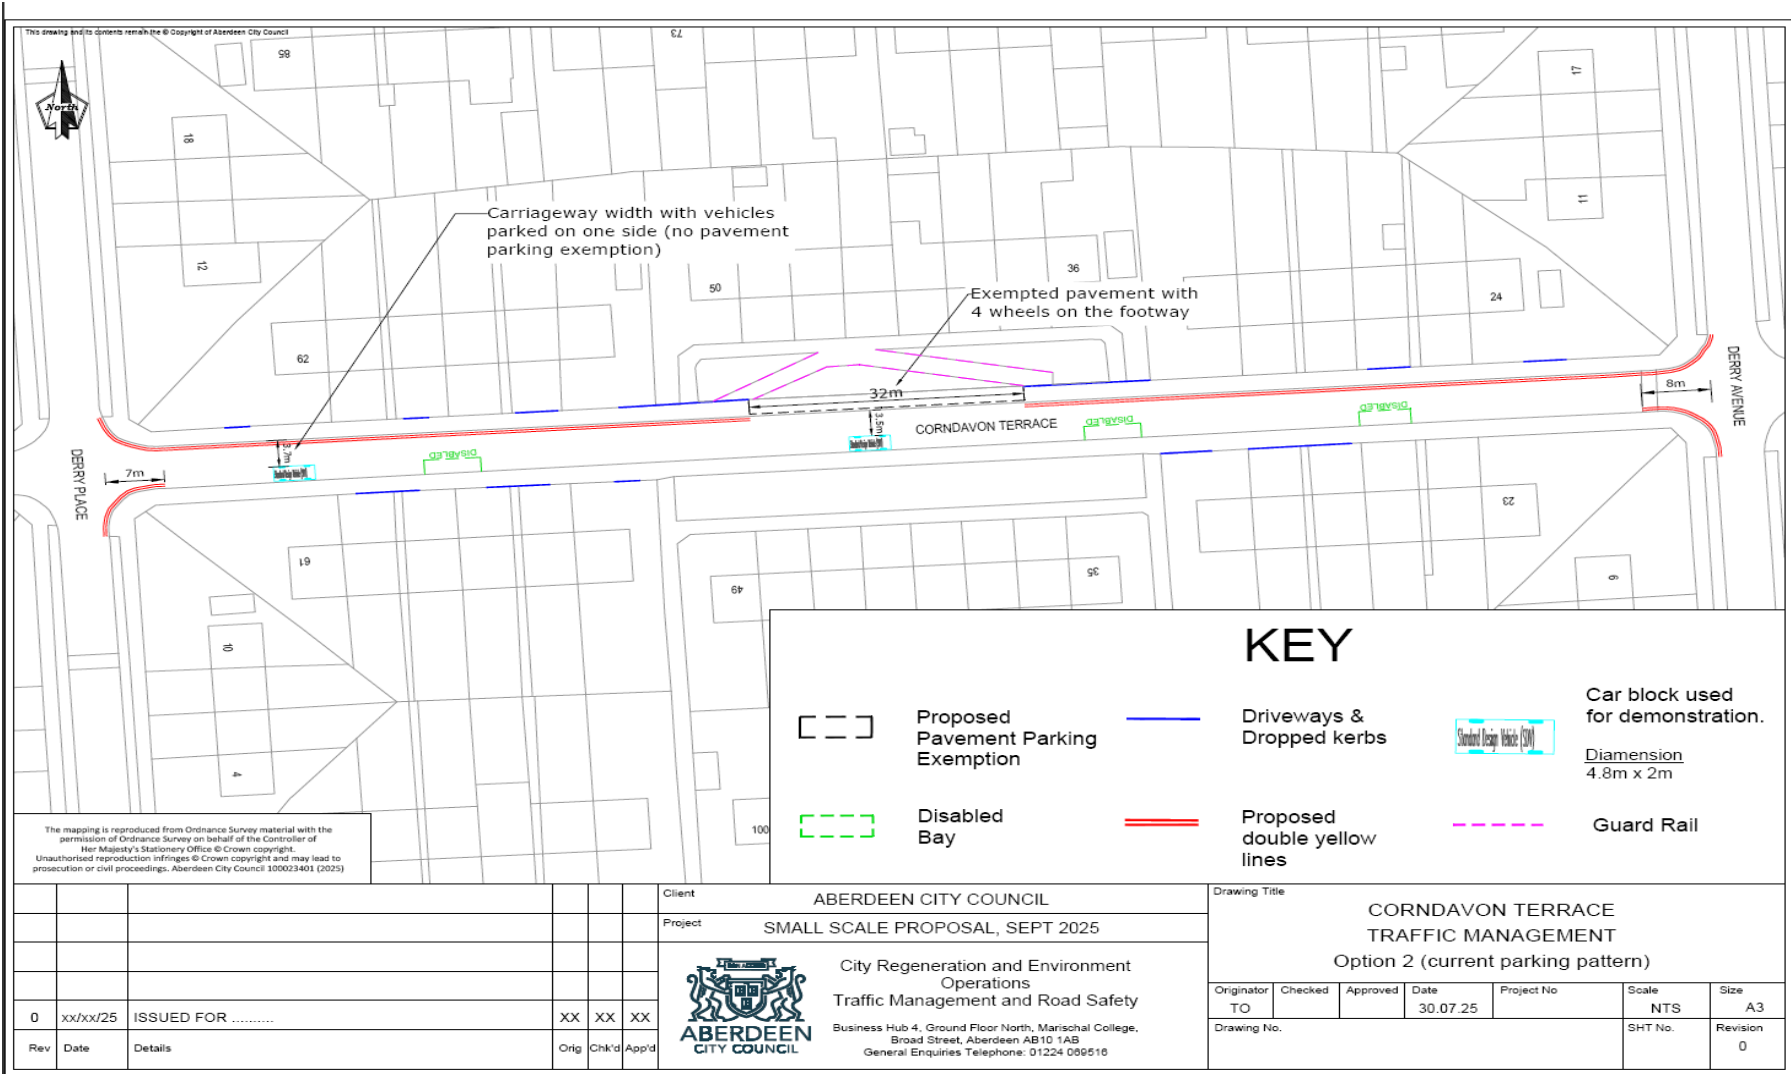 This drawing and its contents remain the © Copyright of Aberdeen City Council
North
85
73
17
18
11
12
Carriageway width with vehicles
parked on one side (no pavement
parking exemption)
50
36
Exempted pavement with
4 wheels on the footway
24
62
32m
8m
DERRY AVENUE
3.5m
CORNDAVON TERRACE
DISABLED
DISABLED
DISABLED
3.7m
7m
DERRY PLACE
23
61
49
35
6
10
4
100
KEY
Proposed
Pavement Parking
Exemption
Driveways &
Dropped kerbs
Standard Design Vehicle (SDV)
Car block used
for demonstration.
Diamension
4.8m x 2m
Disabled
Bay
Proposed
double yellow
lines
Guard Rail
The mapping is reproduced from Ordnance Survey material with the
permission of Ordnance Survey on behalf of the Controller of
Her Majesty's Stationery Office © Crown copyright.
Unauthorised reproduction infringes © Crown copyright and may lead to
prosecution or civil proceedings. Aberdeen City Council 100023401 (2025)
0 xx/xx/25 ISSUED FOR .......... XX XX XX
Rev Date Details Orig Chk'd App'd
Client
ABERDEEN CITY COUNCIL
Project
SMALL SCALE PROPOSAL, SEPT 2025
ABERDEEN
CITY COUNCIL
City Regeneration and Environment
Operations
Traffic Management and Road Safety
Business Hub 4, Ground Floor North, Marischal College,
Broad Street, Aberdeen AB10 1AB
General Enquiries Telephone: 01224 069516
Drawing Title
CORNDAVON TERRACE
TRAFFIC MANAGEMENT
Option 2 (current parking pattern)
Originator Checked Approved Date Project No Scale Size
TO 30.07.25 NTS A3
Drawing No. SHT No. Revision
0